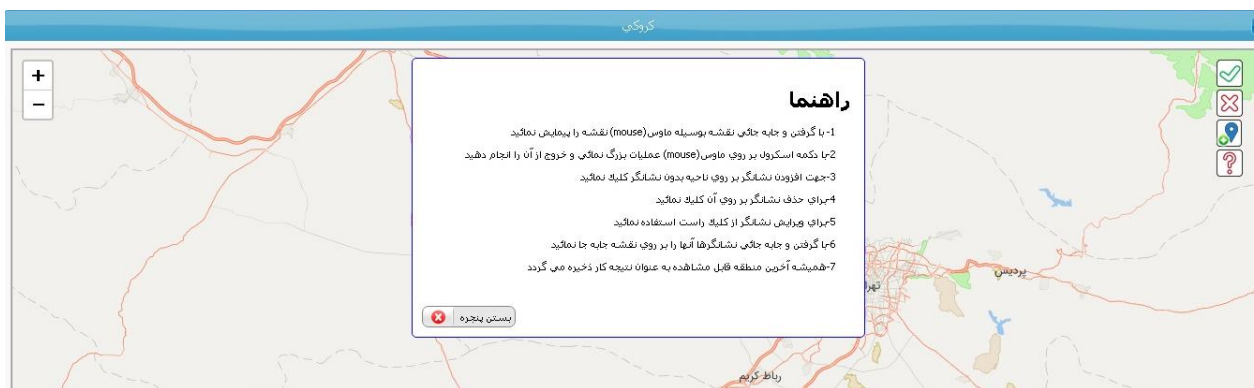 كروكي
+
−
راهنما
1- با گرفتن و جابه جائي نقشه بوسيله ماوس(mouse) نقشه را پيمايش نمائيد
2-با دكمه اسكرول بر روي ماوس(mouse) عمليات بزرگ نمائي و خروج از آن را انجام دهيد
3-جهت افزودن نشانگر بر روي ناحيه بدون نشانگر كليك نمائيد
4-براي حذف نشانگر بر روي آن كليك نمائيد
5-براي ويرايش نشانگر از كليك راست استفاده نمائيد
6-با گرفتن و جابه جائي نشانگرها آنها را بر روي نقشه جابه جا نمائيد
7-هميشه آخرين منطقه قابل مشاهده به عنوان نتيجه كار ذخيره مي گردد
بستن پنجره
پردیس
رباط کریم